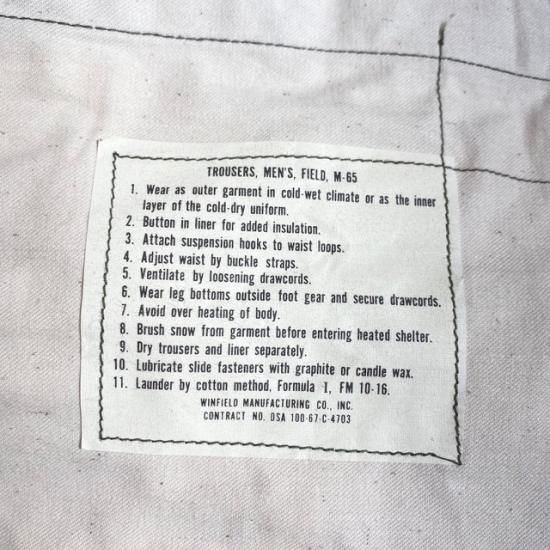 TROUSERS, MEN'S, FIELD, M-65
1. Wear as outer garment in cold-wet climate or as the inner
layer of the cold-dry uniform.
2. Button in liner for added insulation.
3. Attach suspension hooks to waist loops.
4. Adjust waist by buckle straps.
5. Ventilate by loosening drawcords.
6. Wear leg bottoms outside foot gear and secure drawcords.
7. Avoid over heating of body.
8. Brush snow from garment before entering heated shelter.
9. Dry trousers and liner separately.
10. Lubricate slide fasteners with graphite or candle wax.
11. Launder by cotton method, Formula 1, FM 10-16.
WINFIELD MANUFACTURING CO., INC.
CONTRACT NO. DSA 100-67-C-4703